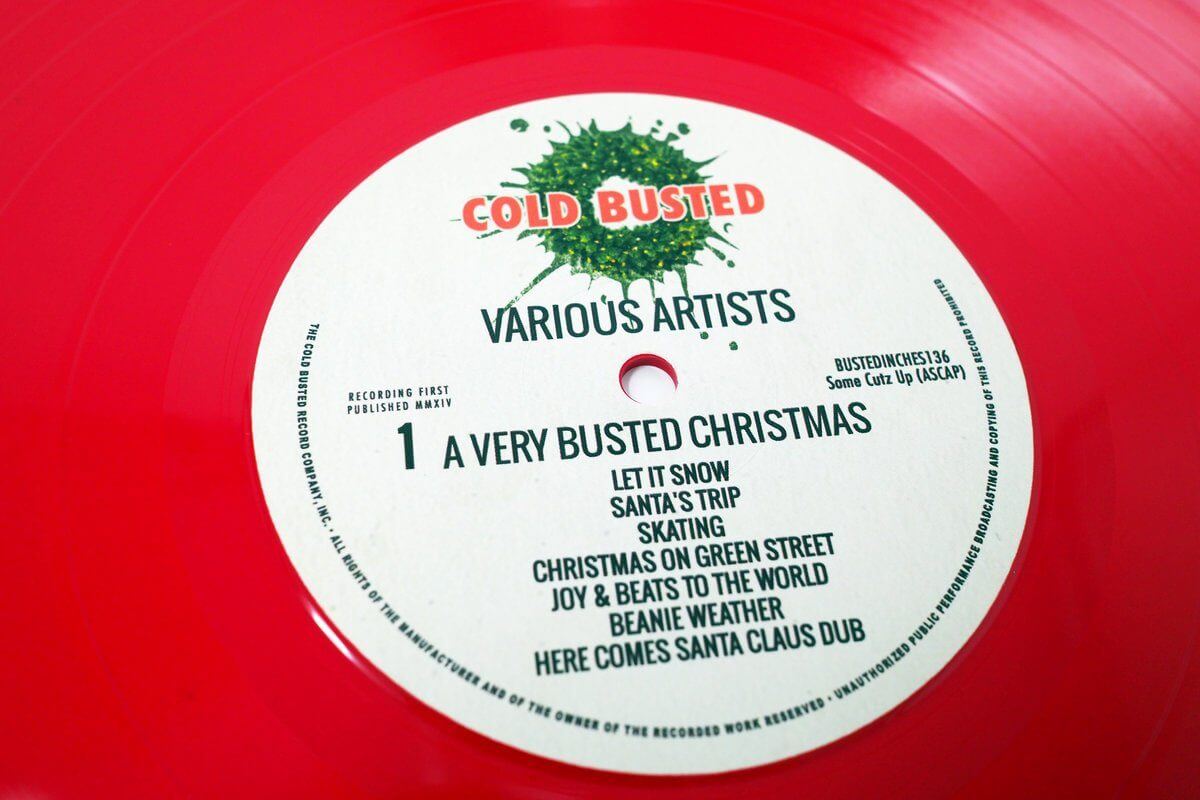 COLD BUSTED
VARIOUS ARTISTS
RECORDING FIRST
PUBLISHED MMXIV
BUSTEDINCHES136
Some Cutz Up (ASCAP)
1 A VERY BUSTED CHRISTMAS
LET IT SNOW
SANTA'S TRIP
SKATING
CHRISTMAS ON GREEN STREET
JOY & BEATS TO THE WORLD
BEANIE WEATHER
HERE COMES SANTA CLAUS DUB
THE COLD BUSTED RECORD COMPANY, INC. • ALL RIGHTS OF THE MANUFACTURER AND OF THE OWNER OF THE RECORDED WORK RESERVED • UNAUTHORIZED PUBLIC PERFORMANCE BROADCASTING AND COPYING OF THIS RECORD PROHIBITED